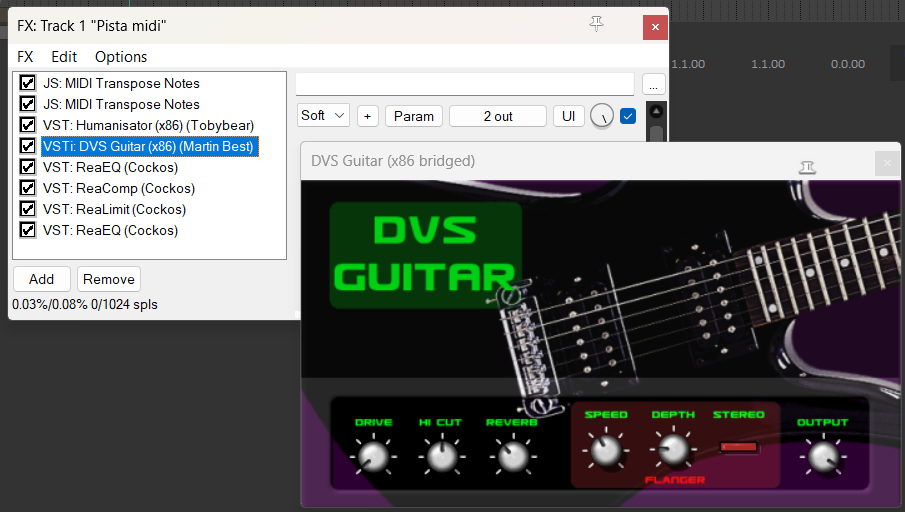 FX: Track 1 "Pista midi"
FX Edit Options
1.1.00 1.1.00 0.0.00
JS: MIDI Transpose Notes
JS: MIDI Transpose Notes
VST: Humanisator (x86) (Tobybear)
VSTi: DVS Guitar (x86) (Martin Best)
VST: ReaEQ (Cockos)
VST: ReaComp (Cockos)
VST: ReaLimit (Cockos)
VST: ReaEQ (Cockos)
Add Remove
0.03%/0.08% 0/1024 spls
...
Soft + Param 2 out UI
DVS Guitar (x86 bridged)
DVS
GUITAR
DRIVE HI CUT REVERB SPEED DEPTH STEREO OUTPUT
FLANGER